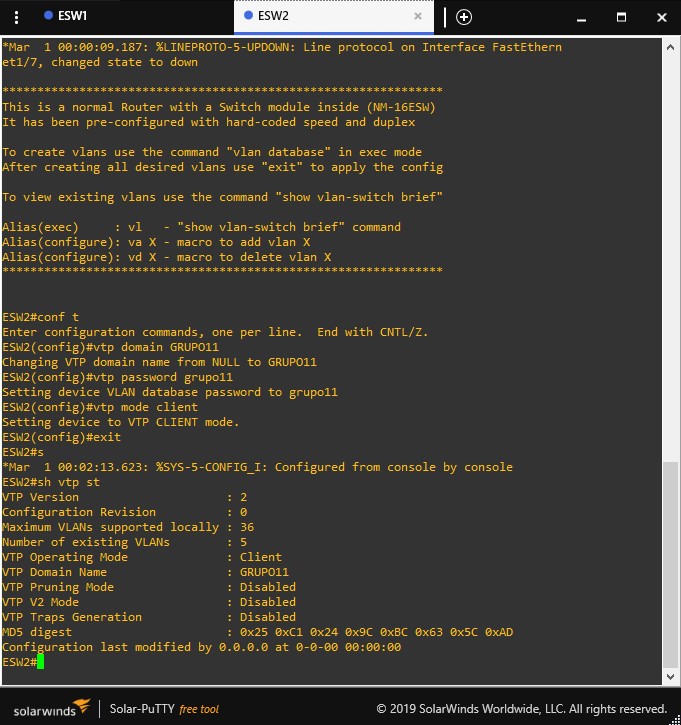 ESW1
ESW2
*Mar  1 00:00:09.187: %LINEPROTO-5-UPDOWN: Line protocol on Interface FastEthern
et1/7, changed state to down
***************************************************************
This is a normal Router with a Switch module inside (NM-16ESW)
It has been pre-configured with hard-coded speed and duplex
To create vlans use the command "vlan database" in exec mode
After creating all desired vlans use "exit" to apply the config
To view existing vlans use the command "show vlan-switch brief"
Alias(exec)     : vl   - "show vlan-switch brief" command
Alias(configure): va X - macro to add vlan X
Alias(configure): vd X - macro to delete vlan X
***************************************************************
ESW2#conf t
Enter configuration commands, one per line.  End with CNTL/Z.
ESW2(config)#vtp domain GRUPO11
Changing VTP domain name from NULL to GRUPO11
ESW2(config)#vtp password grupo11
Setting device VLAN database password to grupo11
ESW2(config)#vtp mode client
Setting device to VTP CLIENT mode.
ESW2(config)#exit
ESW2#s
*Mar  1 00:02:13.623: %SYS-5-CONFIG_I: Configured from console by console
ESW2#sh vtp st
VTP Version                     : 2
Configuration Revision          : 0
Maximum VLANs supported locally : 36
Number of existing VLANs        : 5
VTP Operating Mode              : Client
VTP Domain Name                 : GRUPO11
VTP Pruning Mode                : Disabled
VTP V2 Mode                     : Disabled
VTP Traps Generation            : Disabled
MD5 digest                      : 0x25 0xC1 0x24 0x9C 0xBC 0x63 0x5C 0xAD
Configuration last modified by 0.0.0.0 at 0-0-00 00:00:00
ESW2#
solarwinds
Solar-PuTTY free tool
© 2019 SolarWinds Worldwide, LLC. All rights reserved.